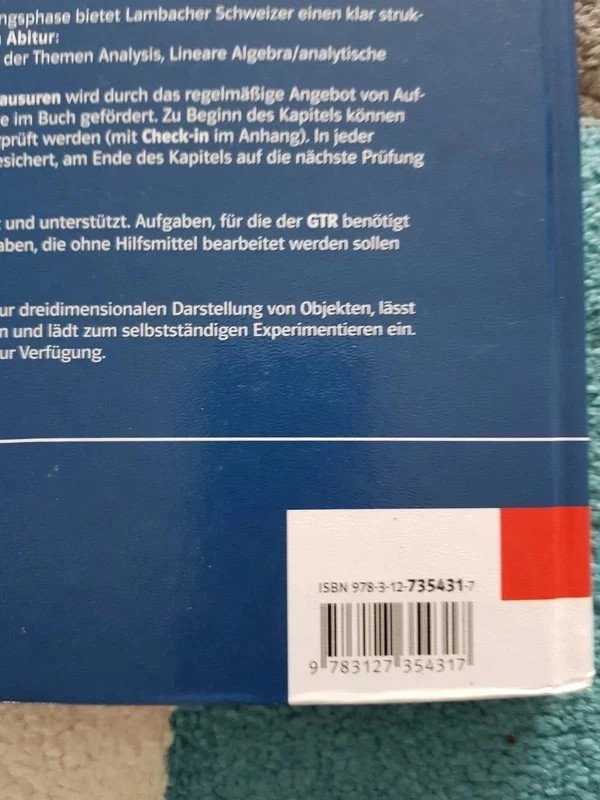 ngsphase bietet Lambacher Schweizer einen klar struk-
Abitur:
der Themen Analysis, Lineare Algebra/analytische
ausuren wird durch das regelmäßige Angebot von Auf-
e im Buch gefördert. Zu Beginn des Kapitels können
prüft werden (mit Check-in im Anhang). In jeder
esichert, am Ende des Kapitels auf die nächste Prüfung
und unterstützt. Aufgaben, für die der GTR benötigt
aben, die ohne Hilfsmittel bearbeitet werden sollen
ur dreidimensionalen Darstellung von Objekten, lässt
n und lädt zum selbstständigen Experimentieren ein.
ur Verfügung.
ISBN 978-3-12-735431-7
9 783127 354317